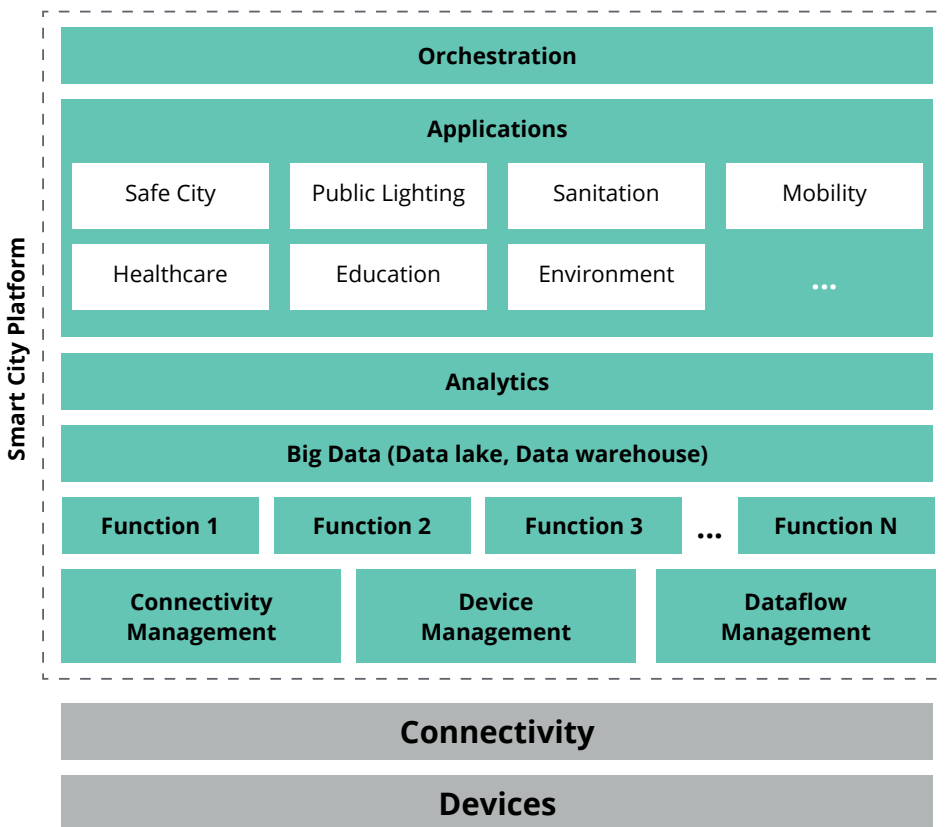 Smart City Platform
Orchestration
Applications
Safe City
Public Lighting
Sanitation
Mobility
Healthcare
Education
Environment
...
Analytics
Big Data (Data lake, Data warehouse)
Function 1
Function 2
Function 3
...
Function N
Connectivity
Management
Device
Management
Dataflow
Management
Connectivity
Devices